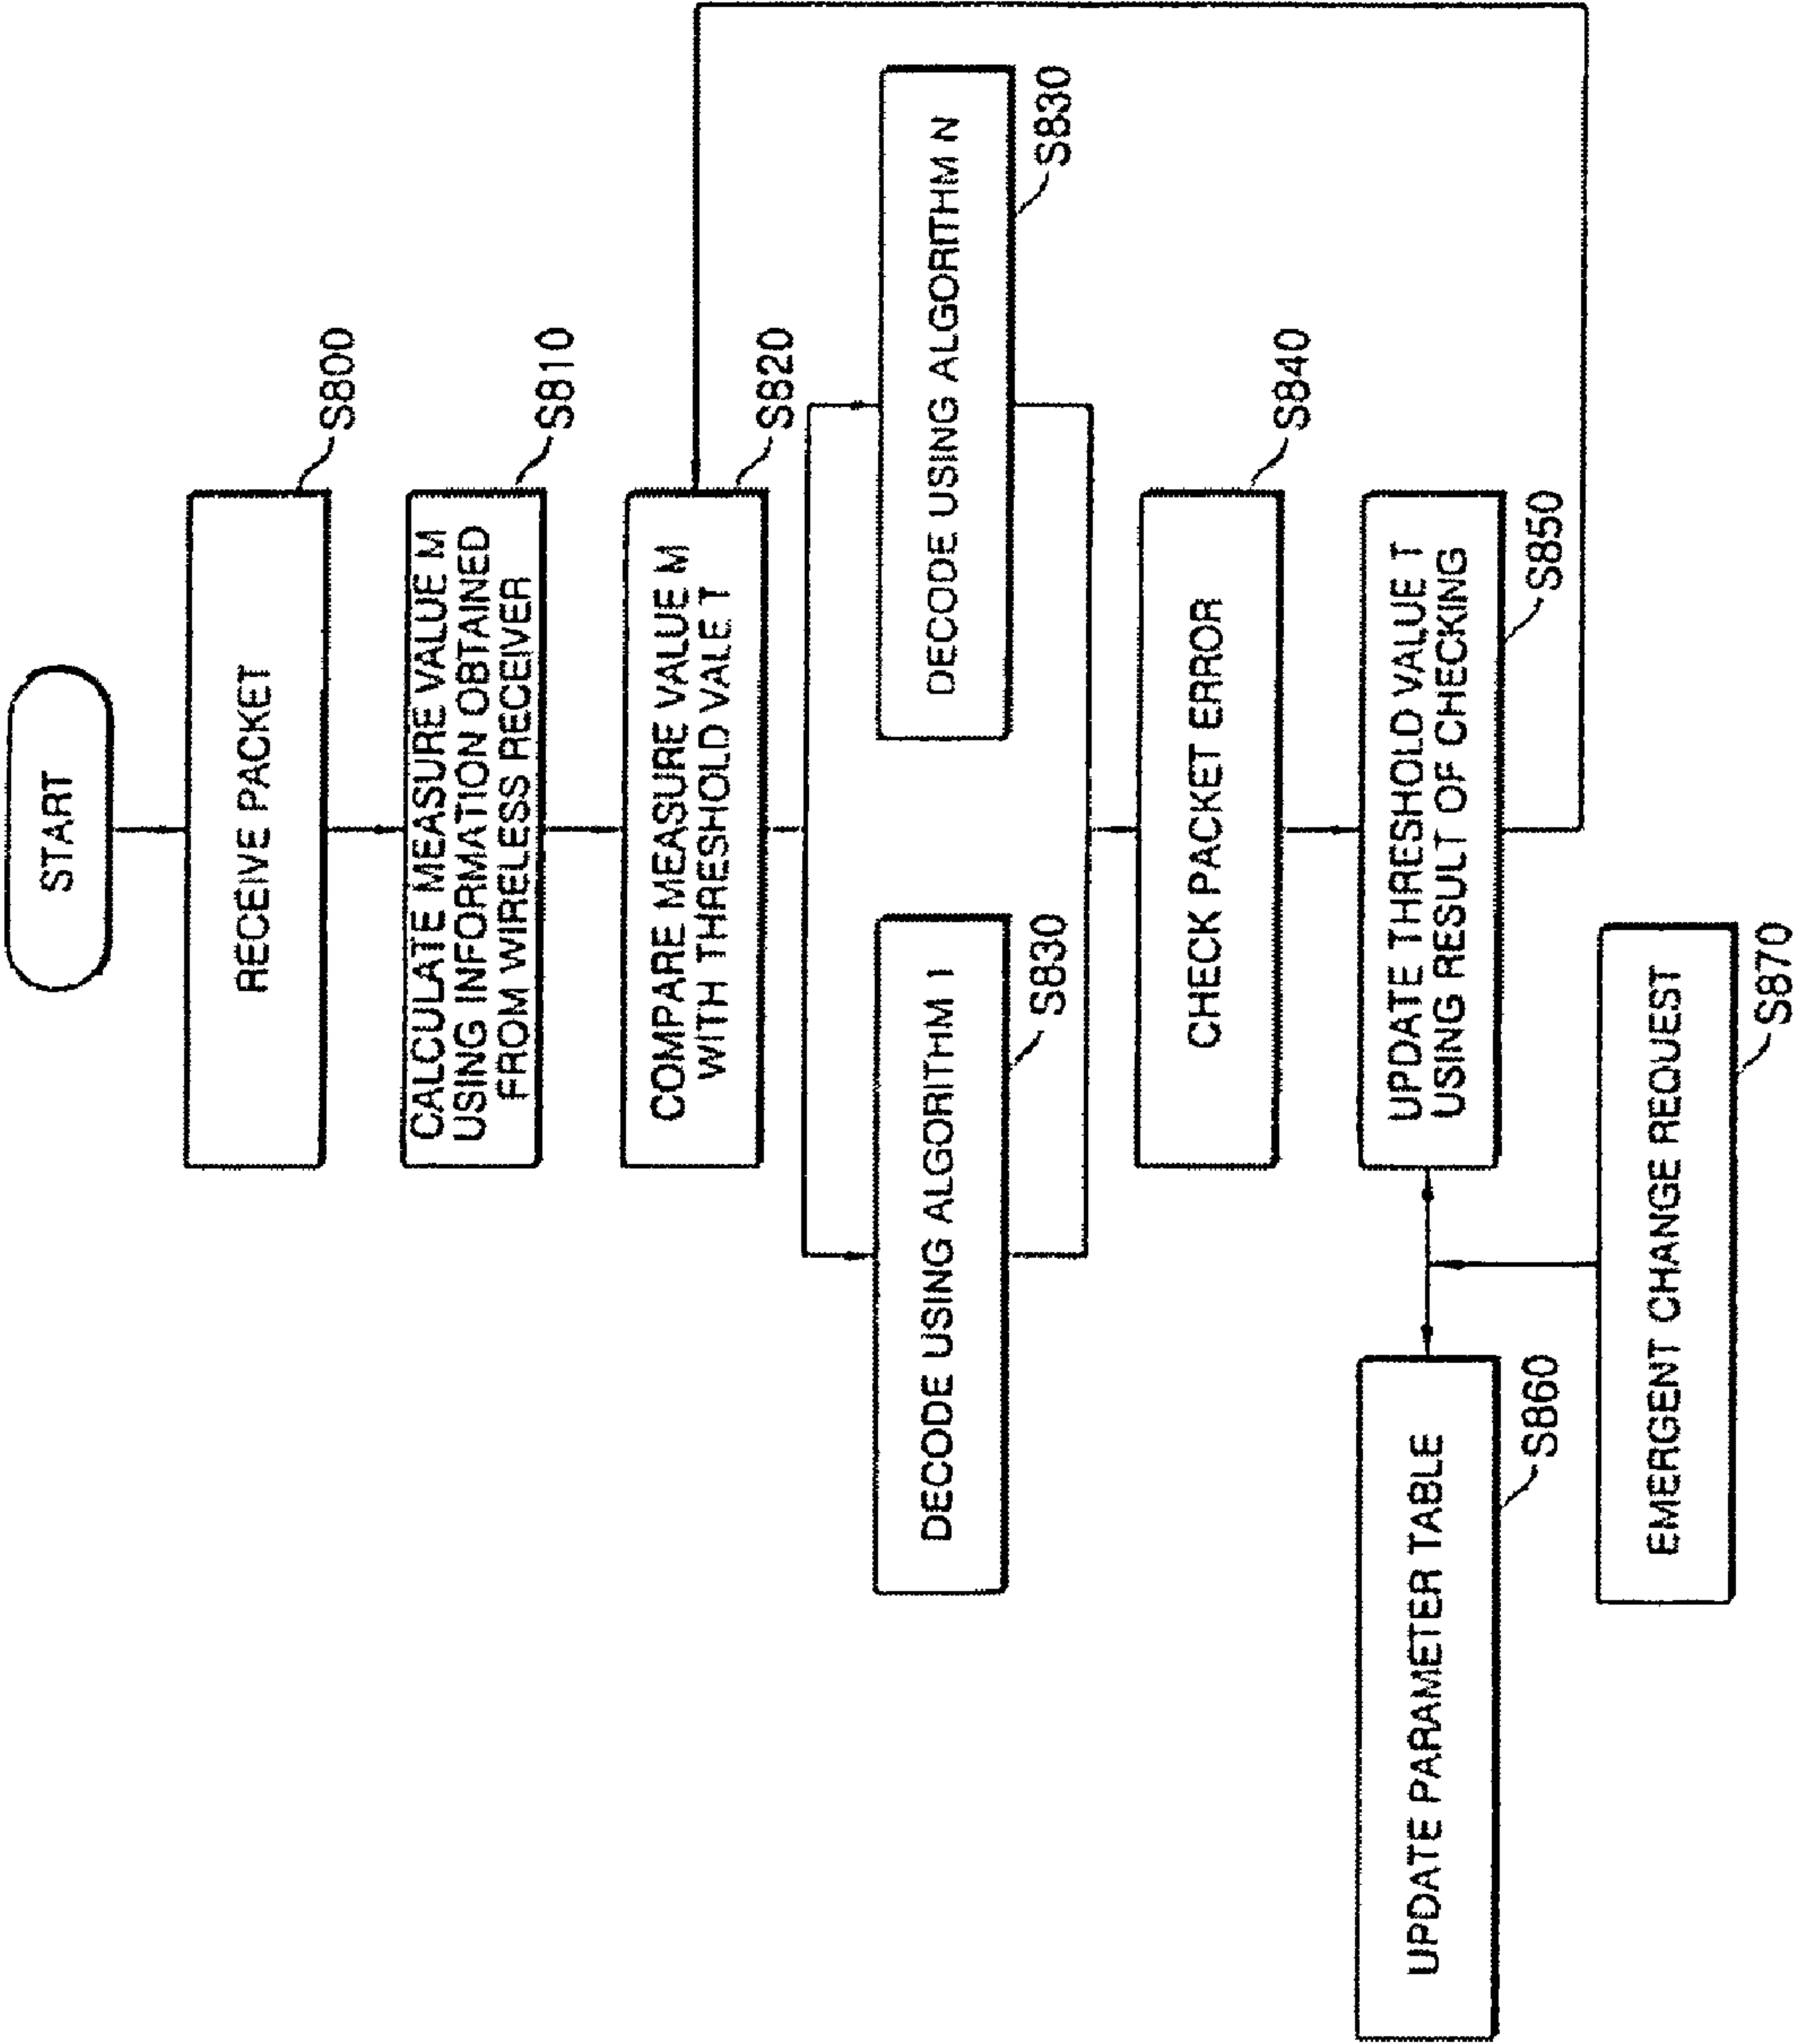 START
RECEIVE PACKET
S800
CALCULATE MEASURE VALUE M
USING INFORMATION OBTAINED
FROM WIRELESS RECEIVER
S810
COMPARE MEASURE VALUE M
WITH THRESHOLD VALE T
S820
DECODE USING ALGORITHM 1
S830
DECODE USING ALGORITHM N
S830
CHECK PACKET ERROR
S840
UPDATE THRESHOLD VALUE T
USING RESULT OF CHECKING
S850
UPDATE PARAMETER TABLE
S860
EMERGENT CHANGE REQUEST
S870